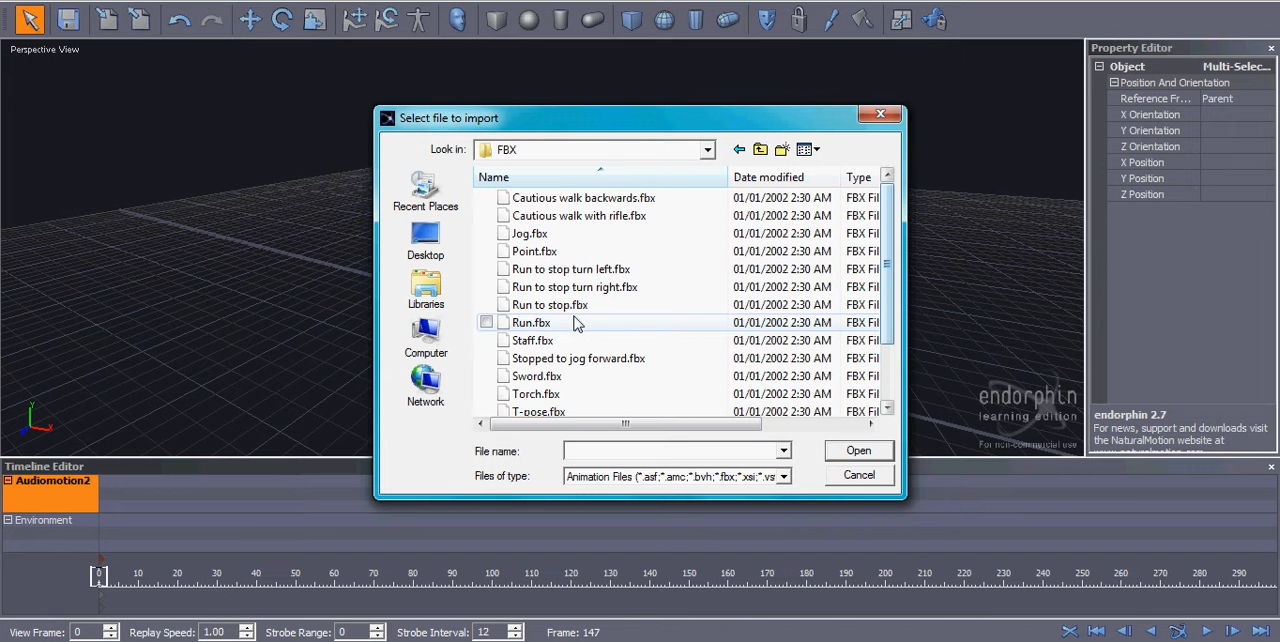 Perspective View
Property Editor
Object Multi-Selec...
Position And Orientation
Reference Fr... Parent
X Orientation
Y Orientation
Z Orientation
X Position
Y Position
Z Position
Select file to import
Look in: FBX
Recent Places
Desktop
Libraries
Computer
Network
Name Date modified Type
Cautious walk backwards.fbx 01/01/2002 2:30 AM FBX Fil
Cautious walk with rifle.fbx 01/01/2002 2:30 AM FBX Fil
Jog.fbx 01/01/2002 2:30 AM FBX Fil
Point.fbx 01/01/2002 2:30 AM FBX Fil
Run to stop turn left.fbx 01/01/2002 2:30 AM FBX Fil
Run to stop turn right.fbx 01/01/2002 2:30 AM FBX Fil
Run to stop.fbx 01/01/2002 2:30 AM FBX Fil
Run.fbx 01/01/2002 2:30 AM FBX Fil
Staff.fbx 01/01/2002 2:30 AM FBX Fil
Stopped to jog forward.fbx 01/01/2002 2:30 AM FBX Fil
Sword.fbx 01/01/2002 2:30 AM FBX Fil
Torch.fbx 01/01/2002 2:30 AM FBX Fil
T-pose.fbx 01/01/2002 2:30 AM FBX Fil
File name: Open
Files of type: Animation Files (*.asf;*.amc;*.bvh;*.fbx;*.xsi;*.vs Cancel
endorphin
learning edition
For non-commercial use
endorphin 2.7
For news, support and downloads visit
the NaturalMotion website at
Y
X
Z
Timeline Editor
Audiomotion2
Environment
0 10 20 30 40 50 60 70 80 90 100 110 120 130 140 150 160 170 180 190 200 210 220 230 240 250 260 270 280 290
View Frame: 0 Replay Speed: 1.00 Strobe Range: 0 Strobe Interval: 12 Frame: 147